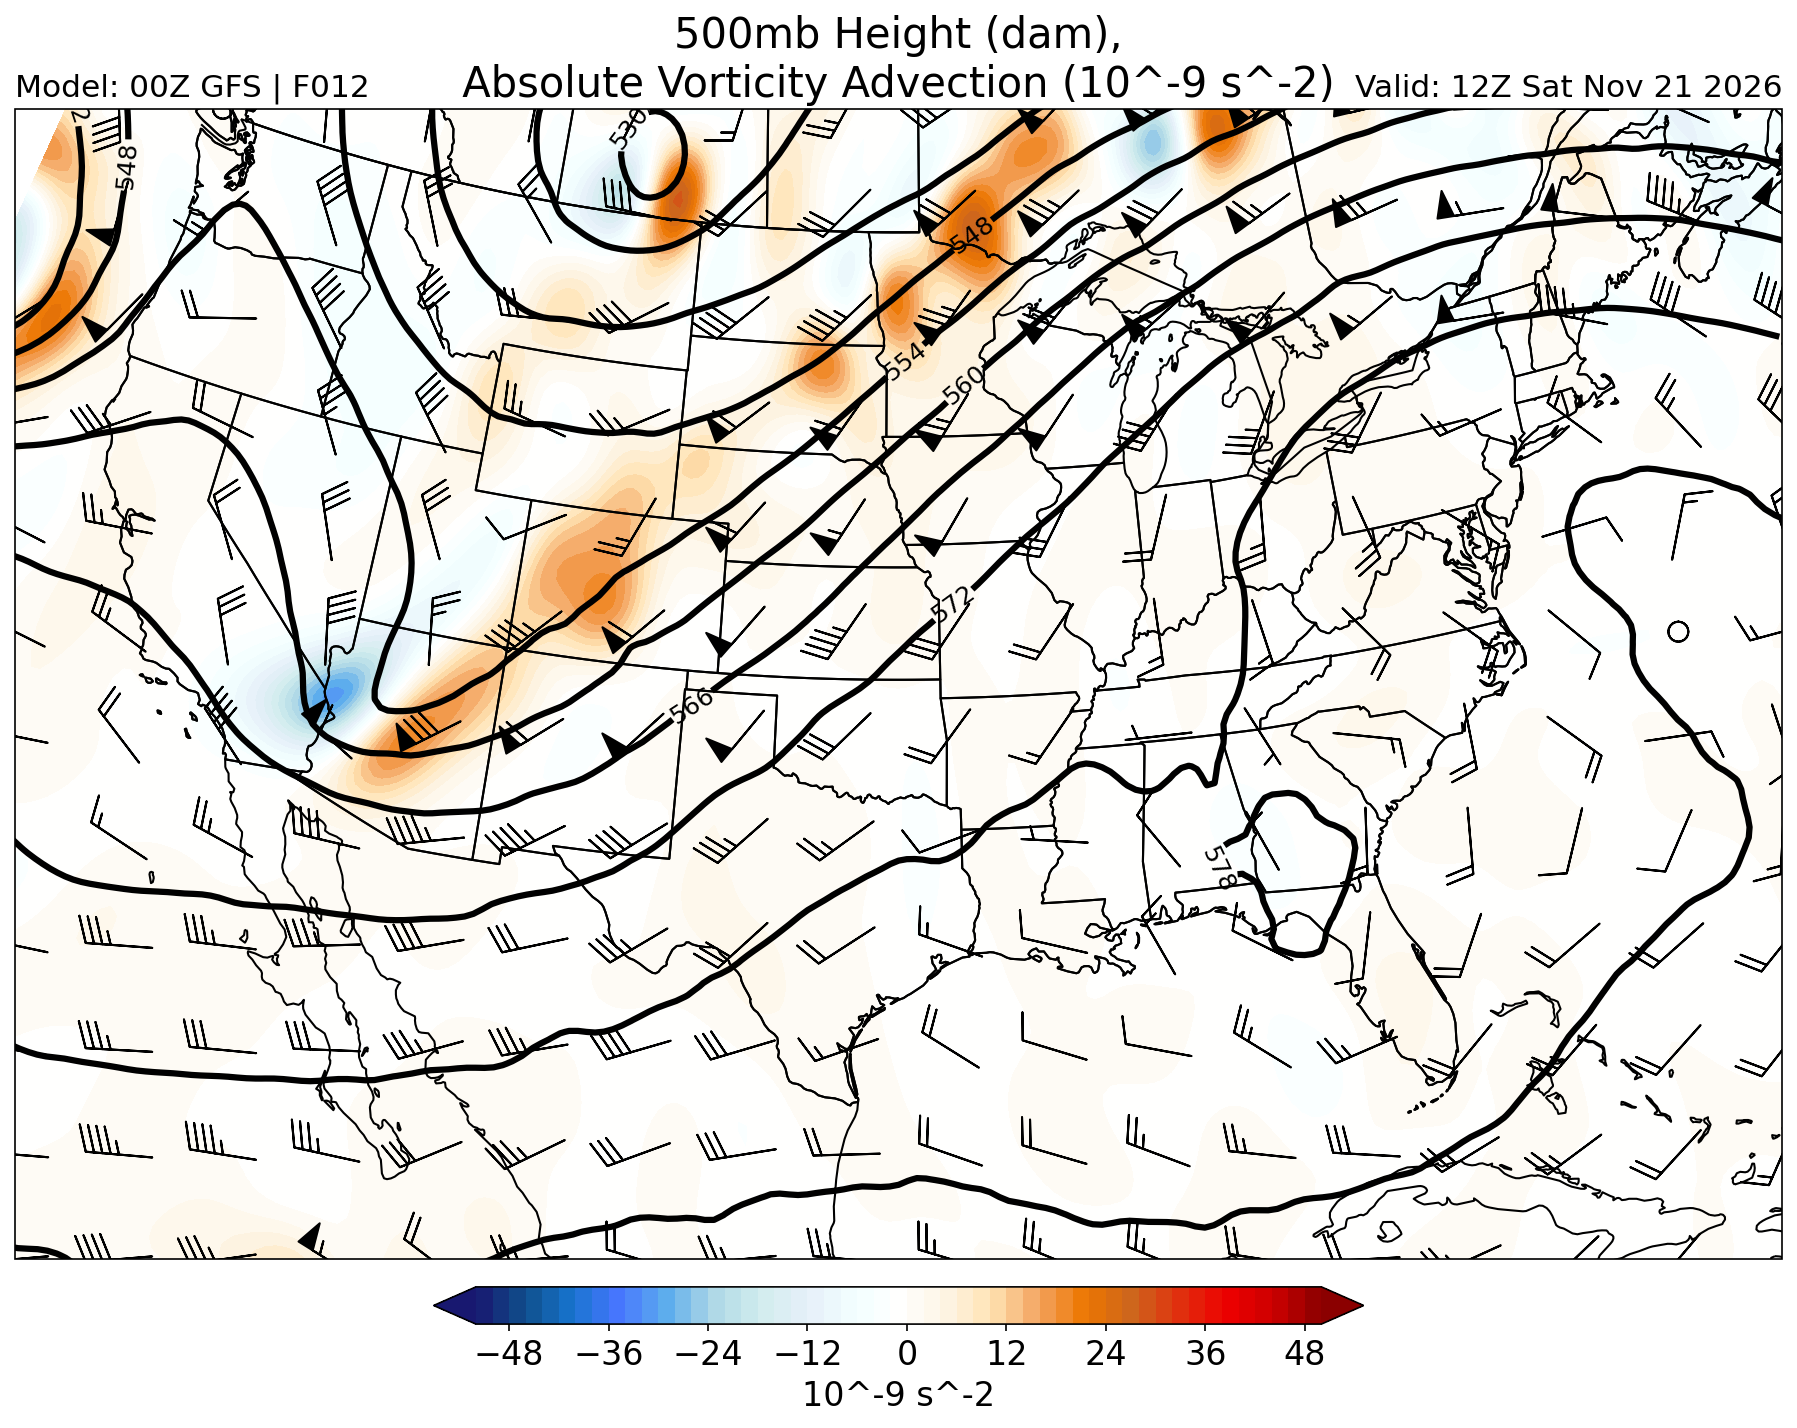 500mb Height (dam),
Model: 00Z GFS | F012
Absolute Vorticity Advection (10^-9 s^-2)
Valid: 12Z Sat Nov 21 2026
530
2
548
548
554
560
572
566
578
−48 −36 −24 −12 0 12 24 36 48
10^-9 s^-2